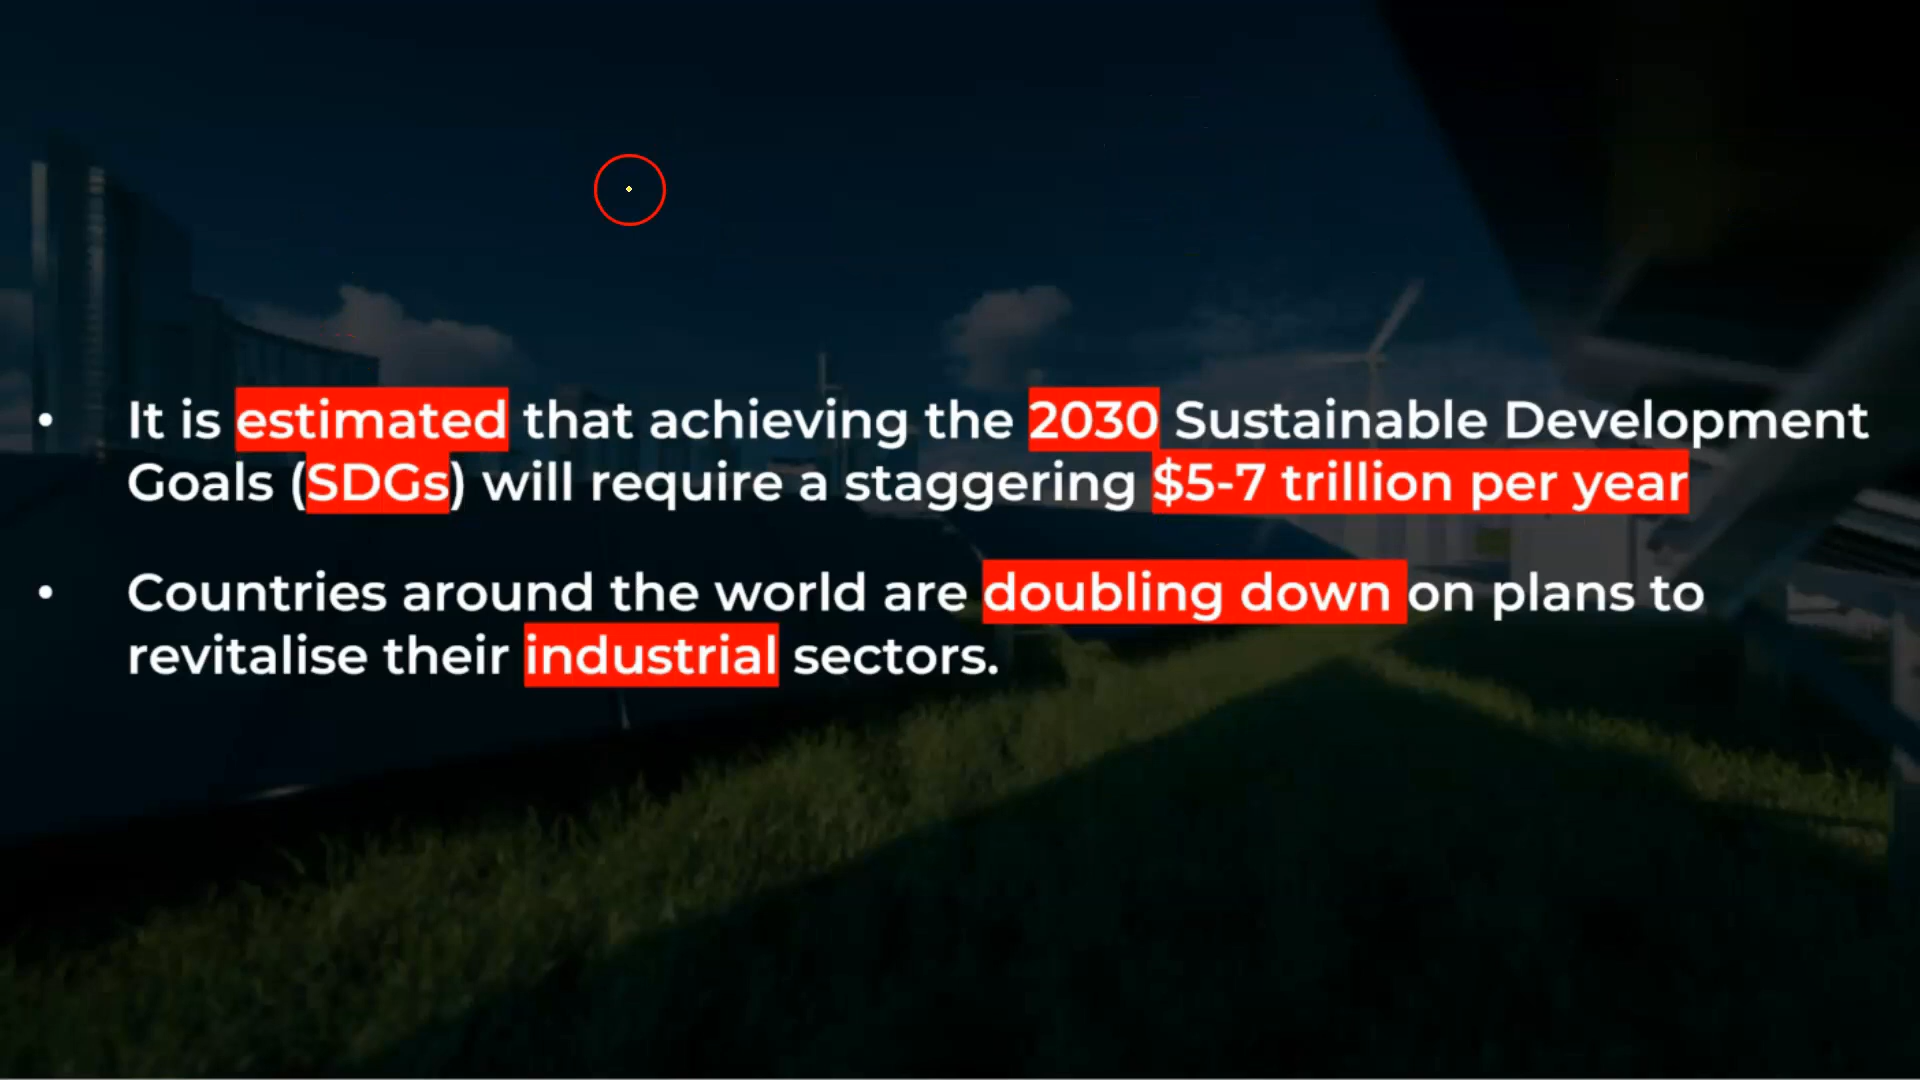 • It is estimated that achieving the 2030 Sustainable Development
Goals (SDGs) will require a staggering $5-7 trillion per year
• Countries around the world are doubling down on plans to
revitalise their industrial sectors.